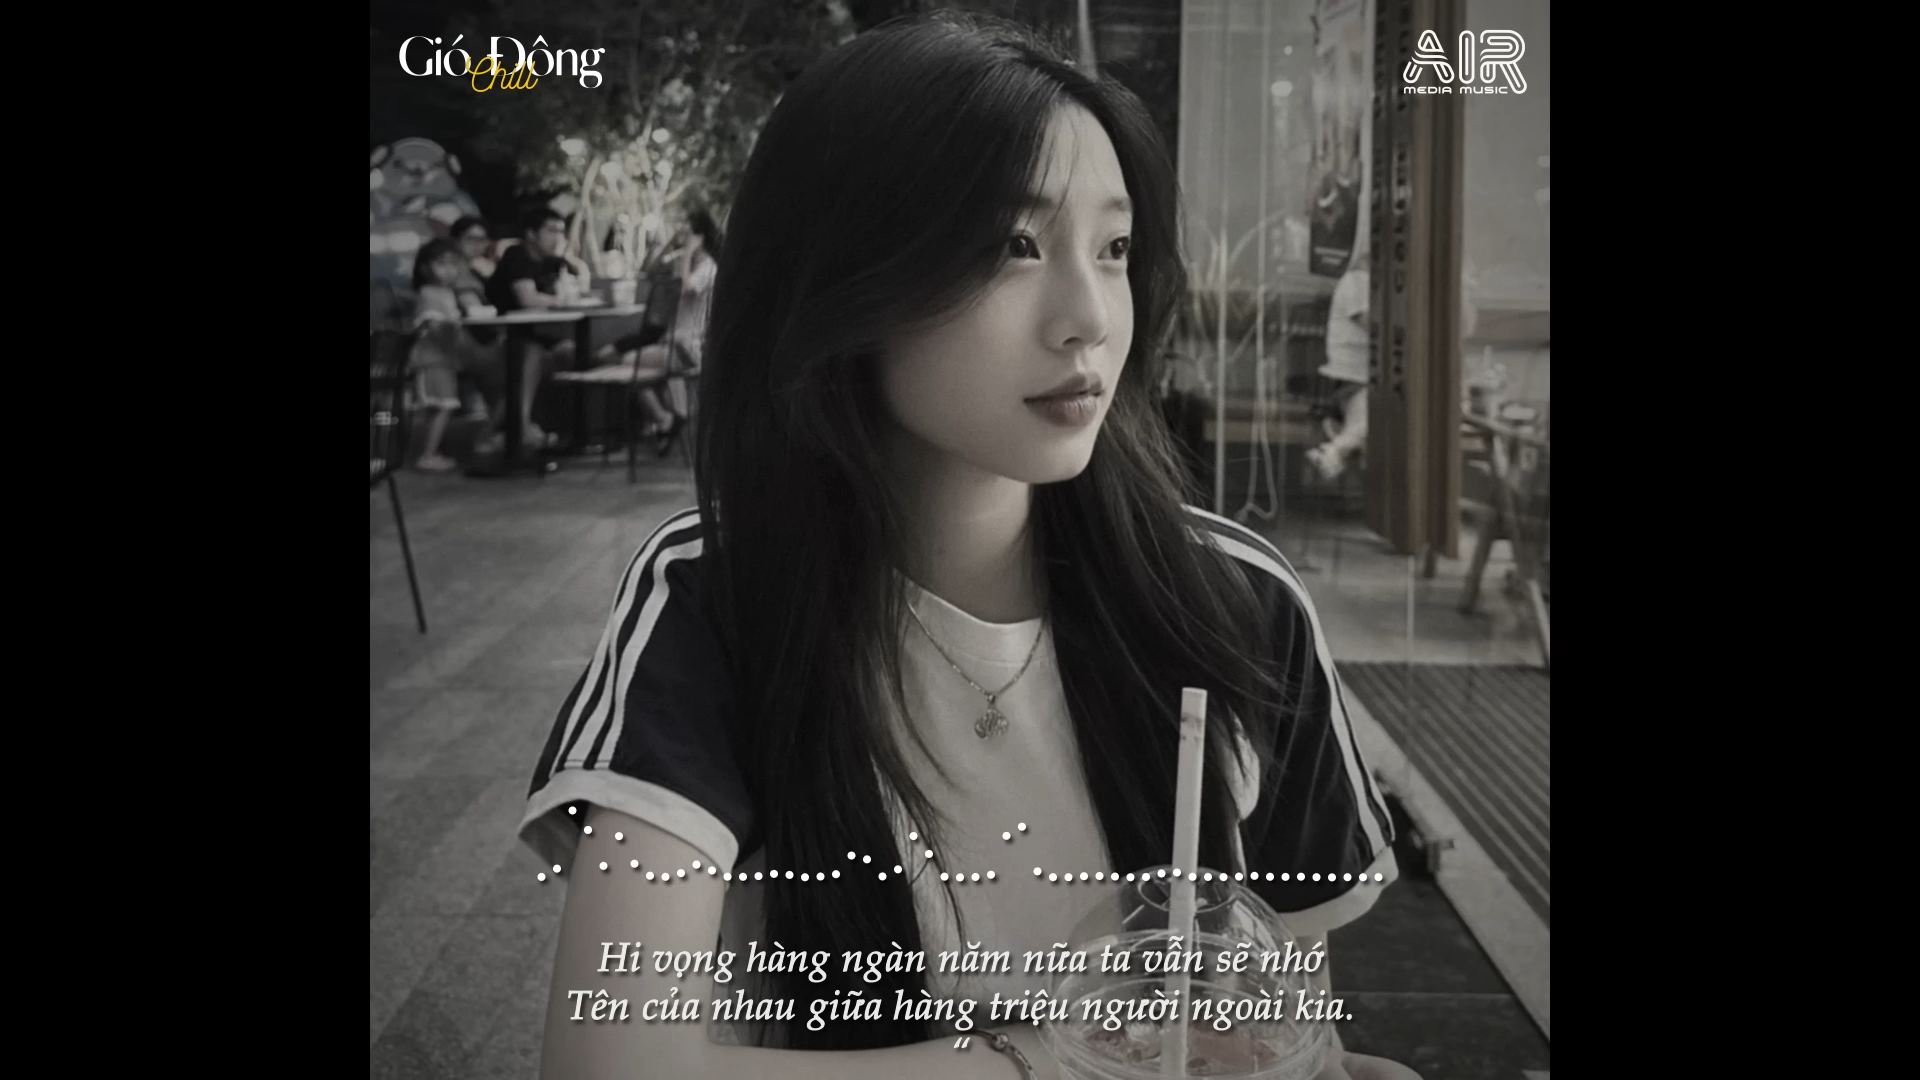 Gió Đông
Chill
AIR
MEDIA MUSIC
Hi vọng hàng ngàn năm nữa ta vẫn sẽ nhớ
Tên của nhau giữa hàng triệu người ngoài kia.
“